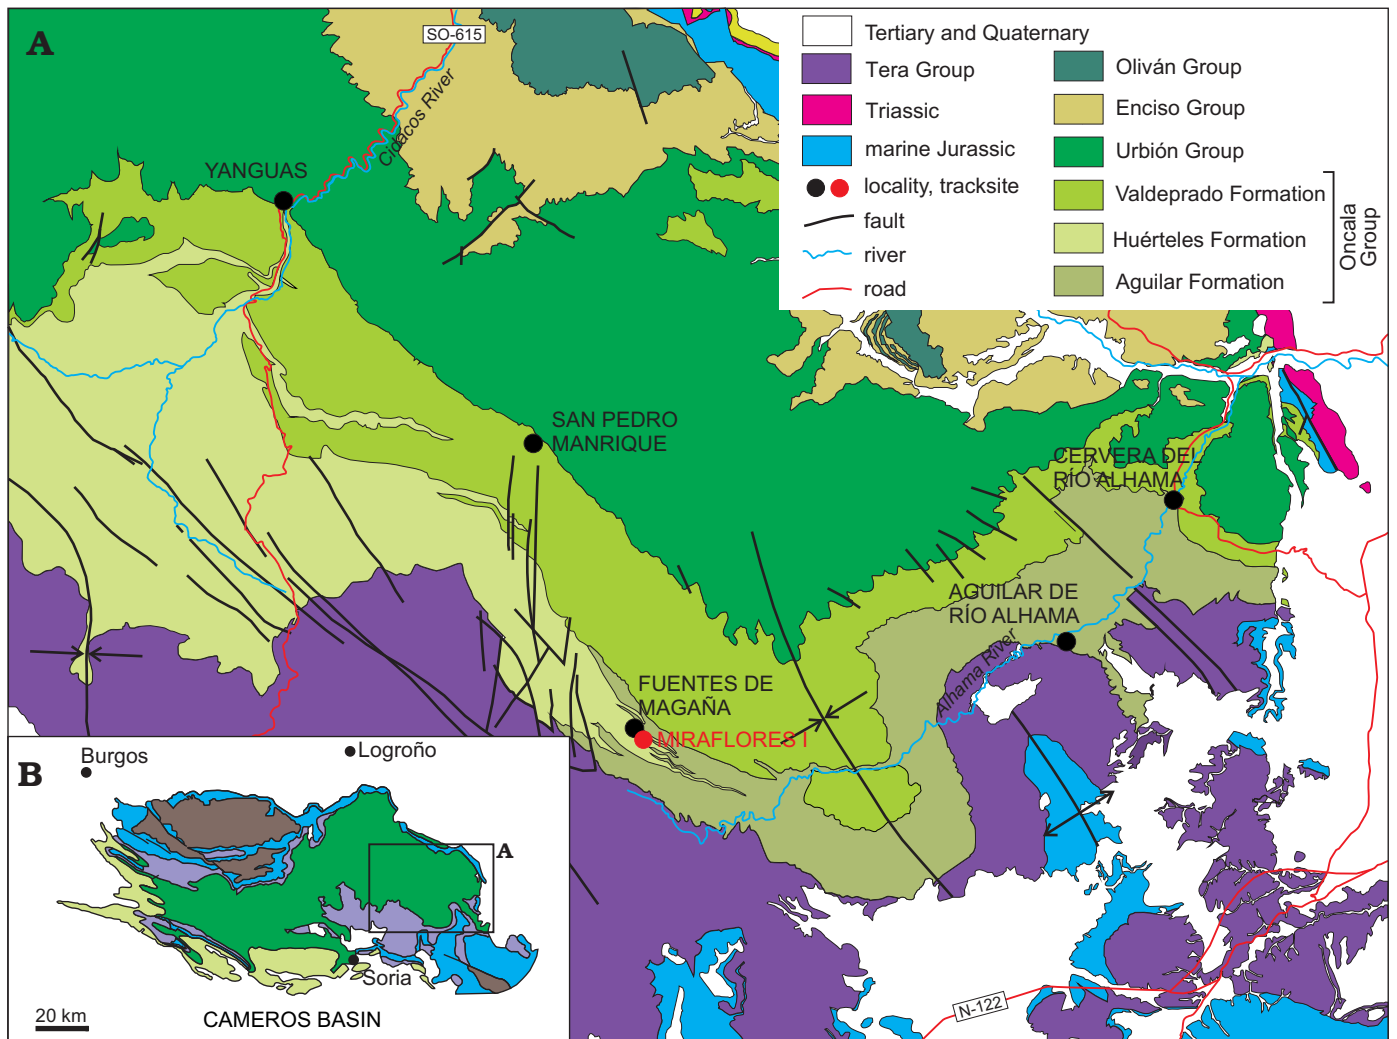 A
SO-615
Cidacos River
YANGUAS
SAN PEDRO
MANRIQUE
CERVERA DEL
RÍO ALHAMA
AGUILAR DE
RÍO ALHAMA
Alhama River
FUENTES DE
MAGAÑA
MIRAFLORES I
N-122
Tertiary and Quaternary
Tera Group
Triassic
marine Jurassic
locality, tracksite
fault
river
road
Oliván Group
Enciso Group
Urbión Group
Valdeprado Formation
Huérteles Formation
Aguilar Formation
Oncala
Group
B
Burgos
Logroño
A
Soria
20 km
CAMEROS BASIN